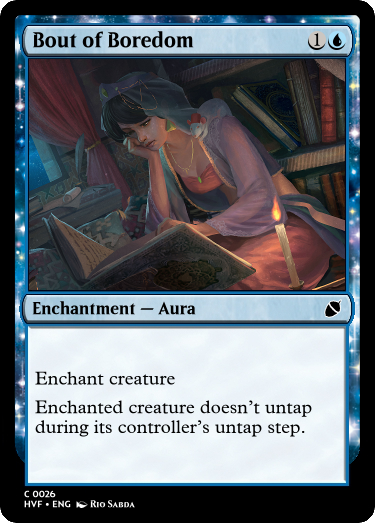 Bout of Boredom 1
Enchantment — Aura
Enchant creature
Enchanted creature doesn't untap
during its controller's untap step.
C 0026
HVF • ENG Rio Sabda